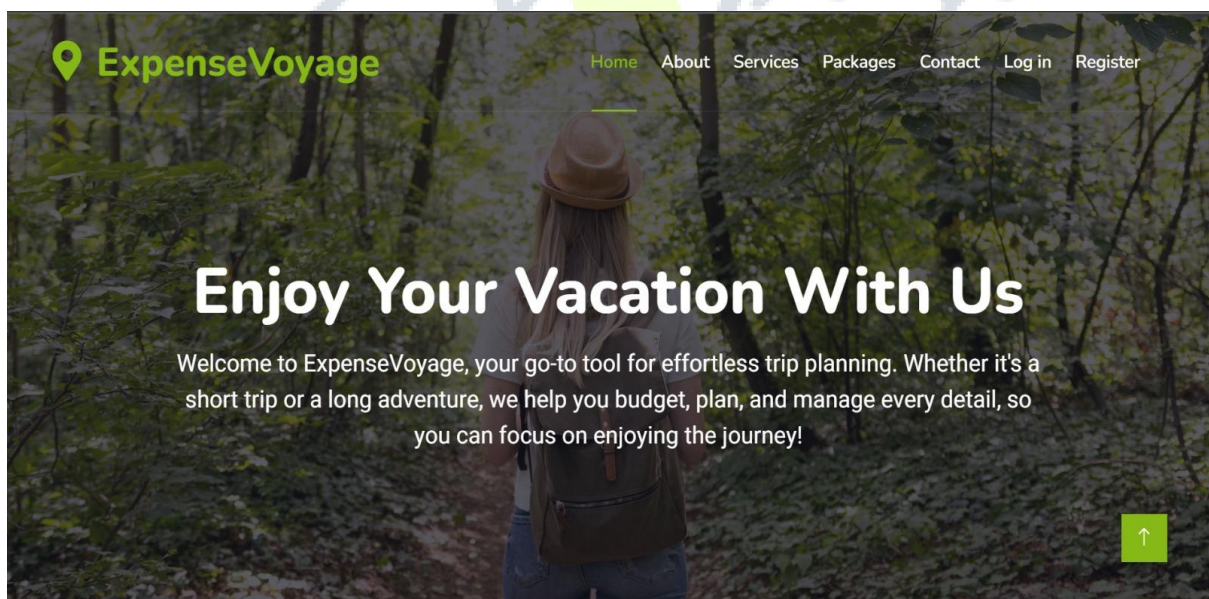 ExpenseVoyage
Home About Services Packages Contact Log in Register
Enjoy Your Vacation With Us
Welcome to ExpenseVoyage, your go-to tool for effortless trip planning. Whether it's a
short trip or a long adventure, we help you budget, plan, and manage every detail, so
you can focus on enjoying the journey!